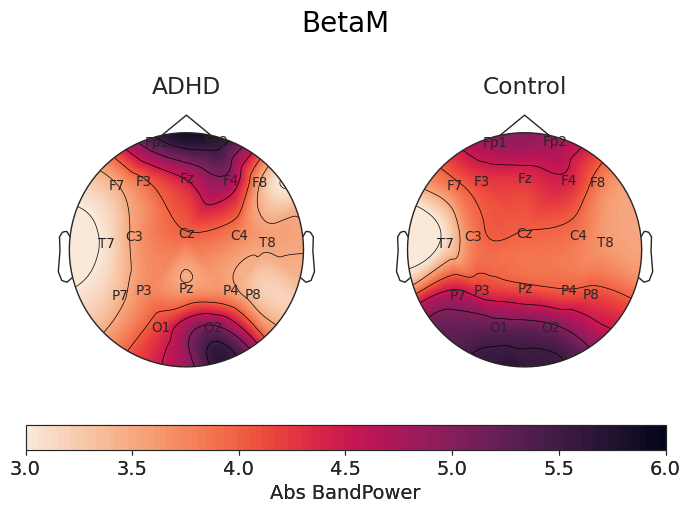 BetaM
ADHD Control
Fp1 Fp2 Fp1 Fp2
F7 F3 Fz F4 F8 F7 F3 Fz F4 F8
T7 C3 Cz C4 T8 T7 C3 Cz C4 T8
P7 P3 Pz P4 P8 P7 P3 Pz P4 P8
O1 O2 O1 O2
3.0 3.5 4.0 4.5 5.0 5.5 6.0
Abs BandPower